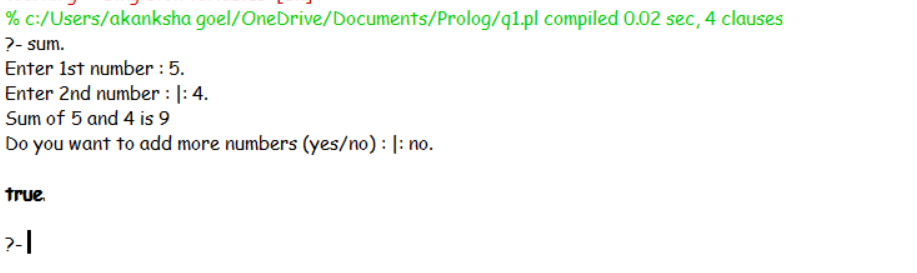 % c:/Users/akanksha goel/OneDrive/Documents/Prolog/q1.pl compiled 0.02 sec, 4 clauses
?- sum.
Enter 1st number : 5.
Enter 2nd number : |: 4.
Sum of 5 and 4 is 9
Do you want to add more numbers (yes/no) : |: no.
true.
?-